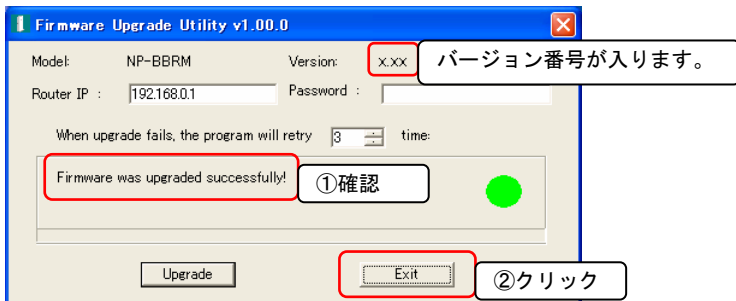 Firmware Upgrade Utility v1.00.0
Model: NP-BBRM Version: x.xx バージョン番号が入ります。
Router IP : 192.168.0.1 Password :
When upgrade fails, the program will retry 3 time:
Firmware was upgraded successfully! ①確認
Upgrade Exit ②クリック